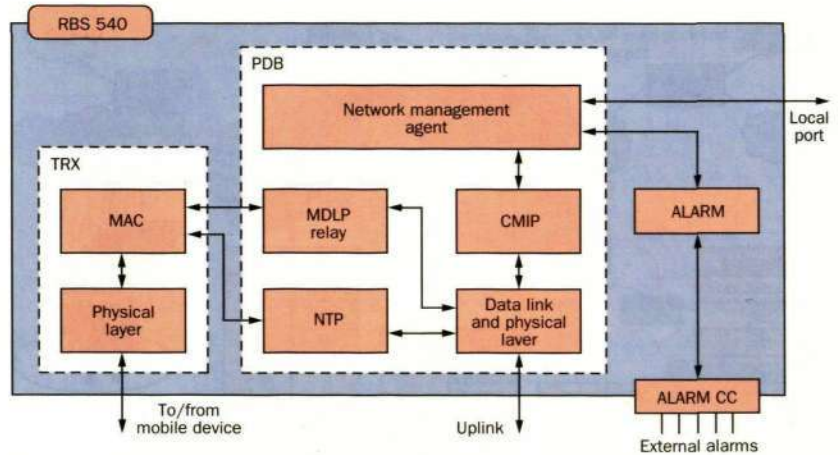 RBS 540
PDB
Network management
agent
Local
port
TRX
MAC
MDLP
relay
CMIP
ALARM
Physical
layer
NTP
Data link
and physical
laver
ALARM CC
To/from
mobile device
Uplink
External alarms